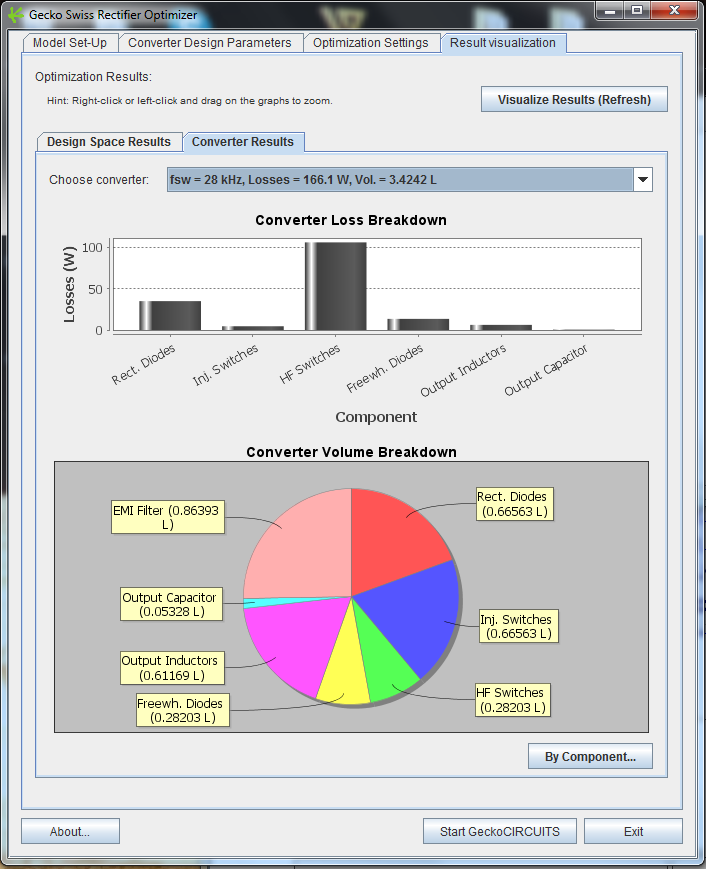 Gecko Swiss Rectifier Optimizer
Model Set-Up
Converter Design Parameters
Optimization Settings
Result visualization
Optimization Results:
Hint: Right-click or left-click and drag on the graphs to zoom.
Visualize Results (Refresh)
Design Space Results
Converter Results
Choose converter:
fsw = 28 kHz, Losses = 166.1 W, Vol. = 3.4242 L
Converter Loss Breakdown
Losses (W)
100
50
0
Rect. Diodes
Inj. Switches
HF Switches
Freewh. Diodes
Output Inductors
Output Capacitor
Component
Converter Volume Breakdown
EMI Filter (0.86393
L)
Rect. Diodes
(0.66563 L)
Output Capacitor
(0.05328 L)
Inj. Switches
(0.66563 L)
Output Inductors
(0.61169 L)
HF Switches
(0.28203 L)
Freewh. Diodes
(0.28203 L)
By Component...
About...
Start GeckoCIRCUITS
Exit